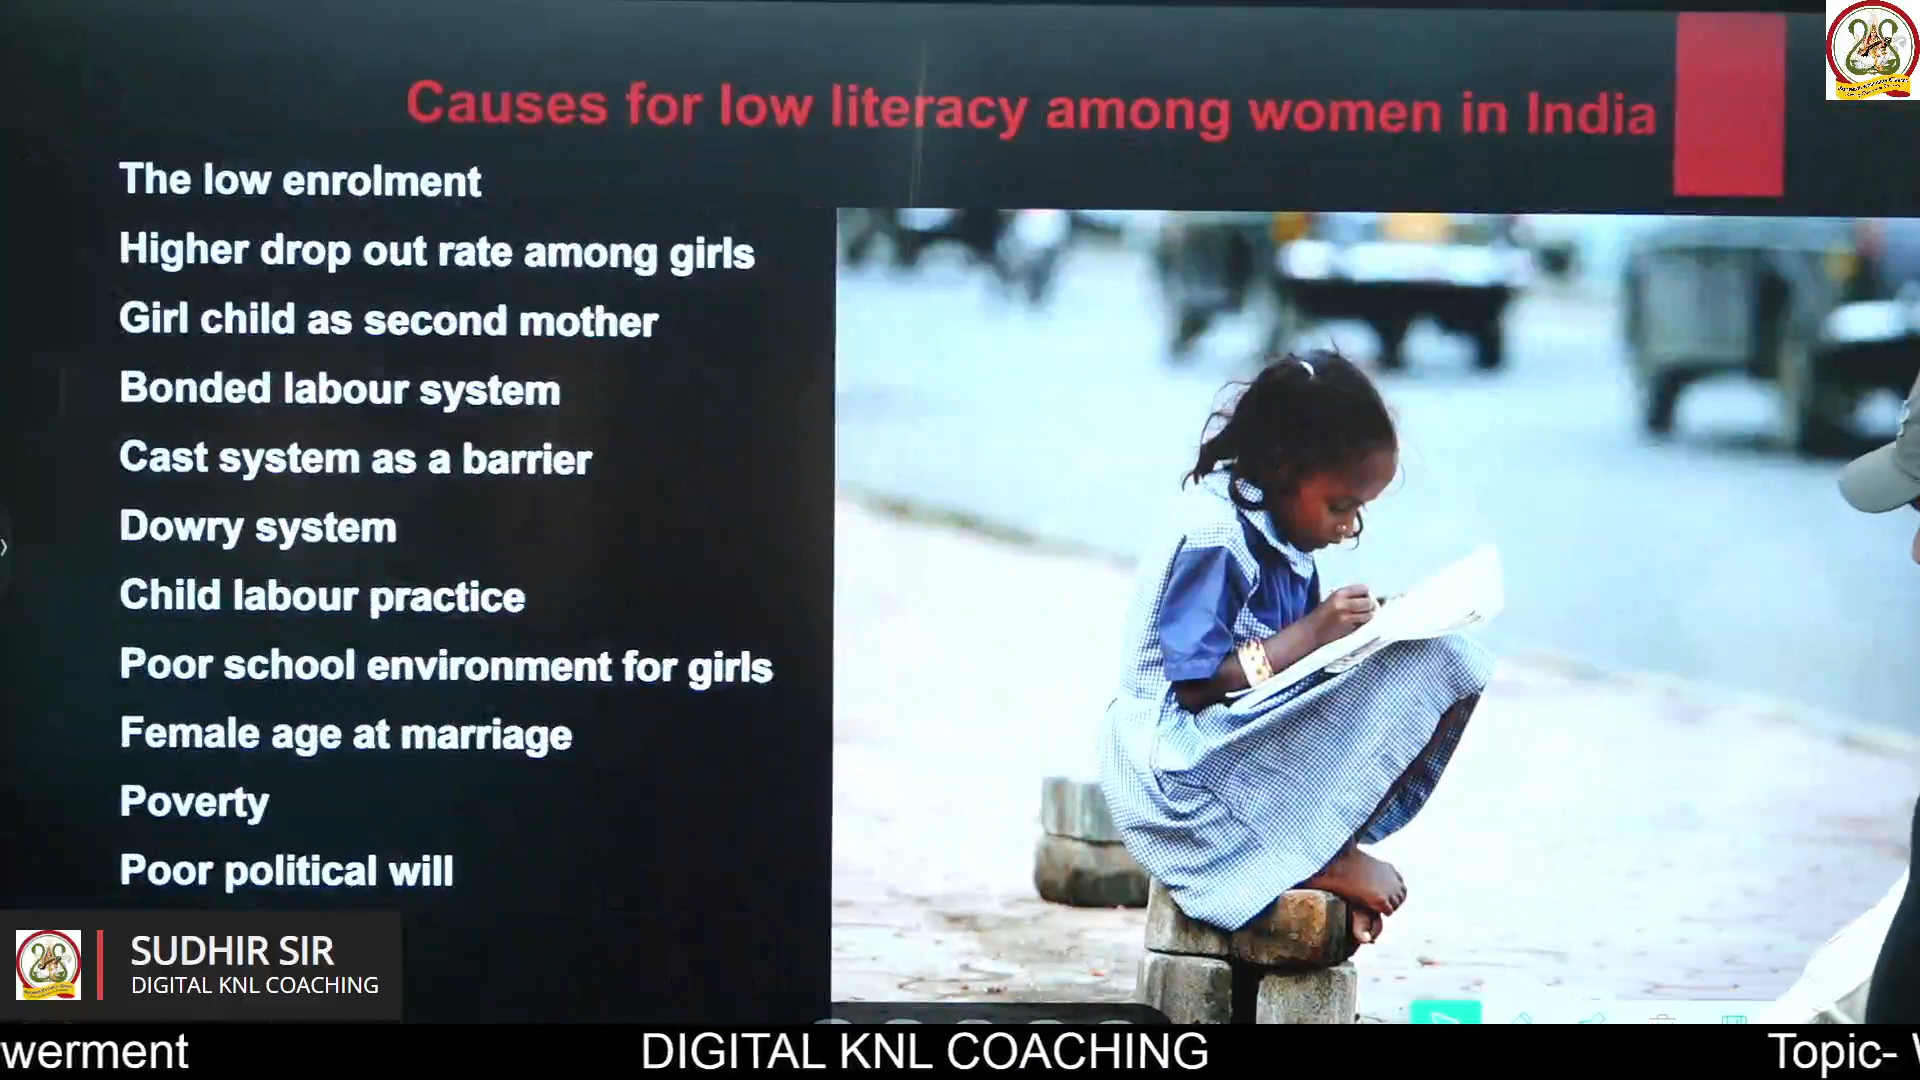 Causes for low literacy among women in India
The low enrolment
Higher drop out rate among girls
Girl child as second mother
Bonded labour system
Cast system as a barrier
Dowry system
Child labour practice
Poor school environment for girls
Female age at marriage
Poverty
Poor political will
SUDHIR SIR
DIGITAL KNL COACHING
werment
DIGITAL KNL COACHING
Topic-